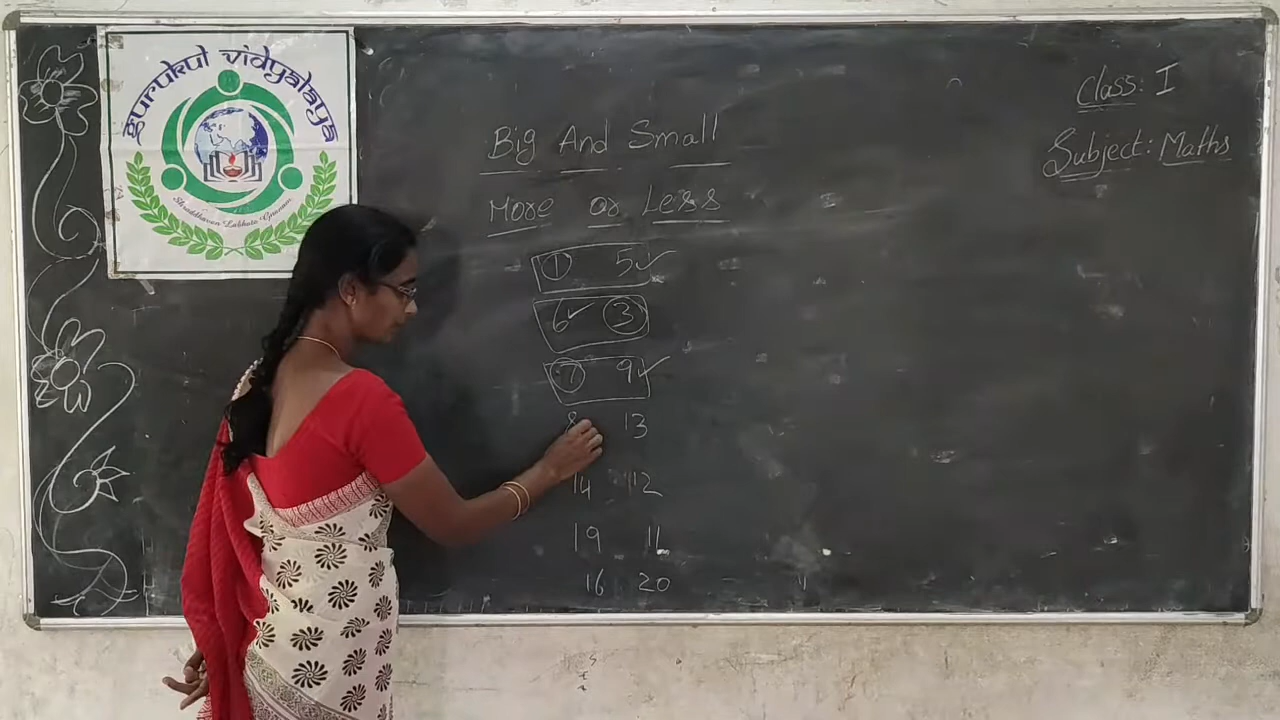 gurukul vidyalaya
Class: I
Subject: Maths
Big And Small
More or Less
1 5
6 3
7 9
8 13
14 12
19 11
16 20